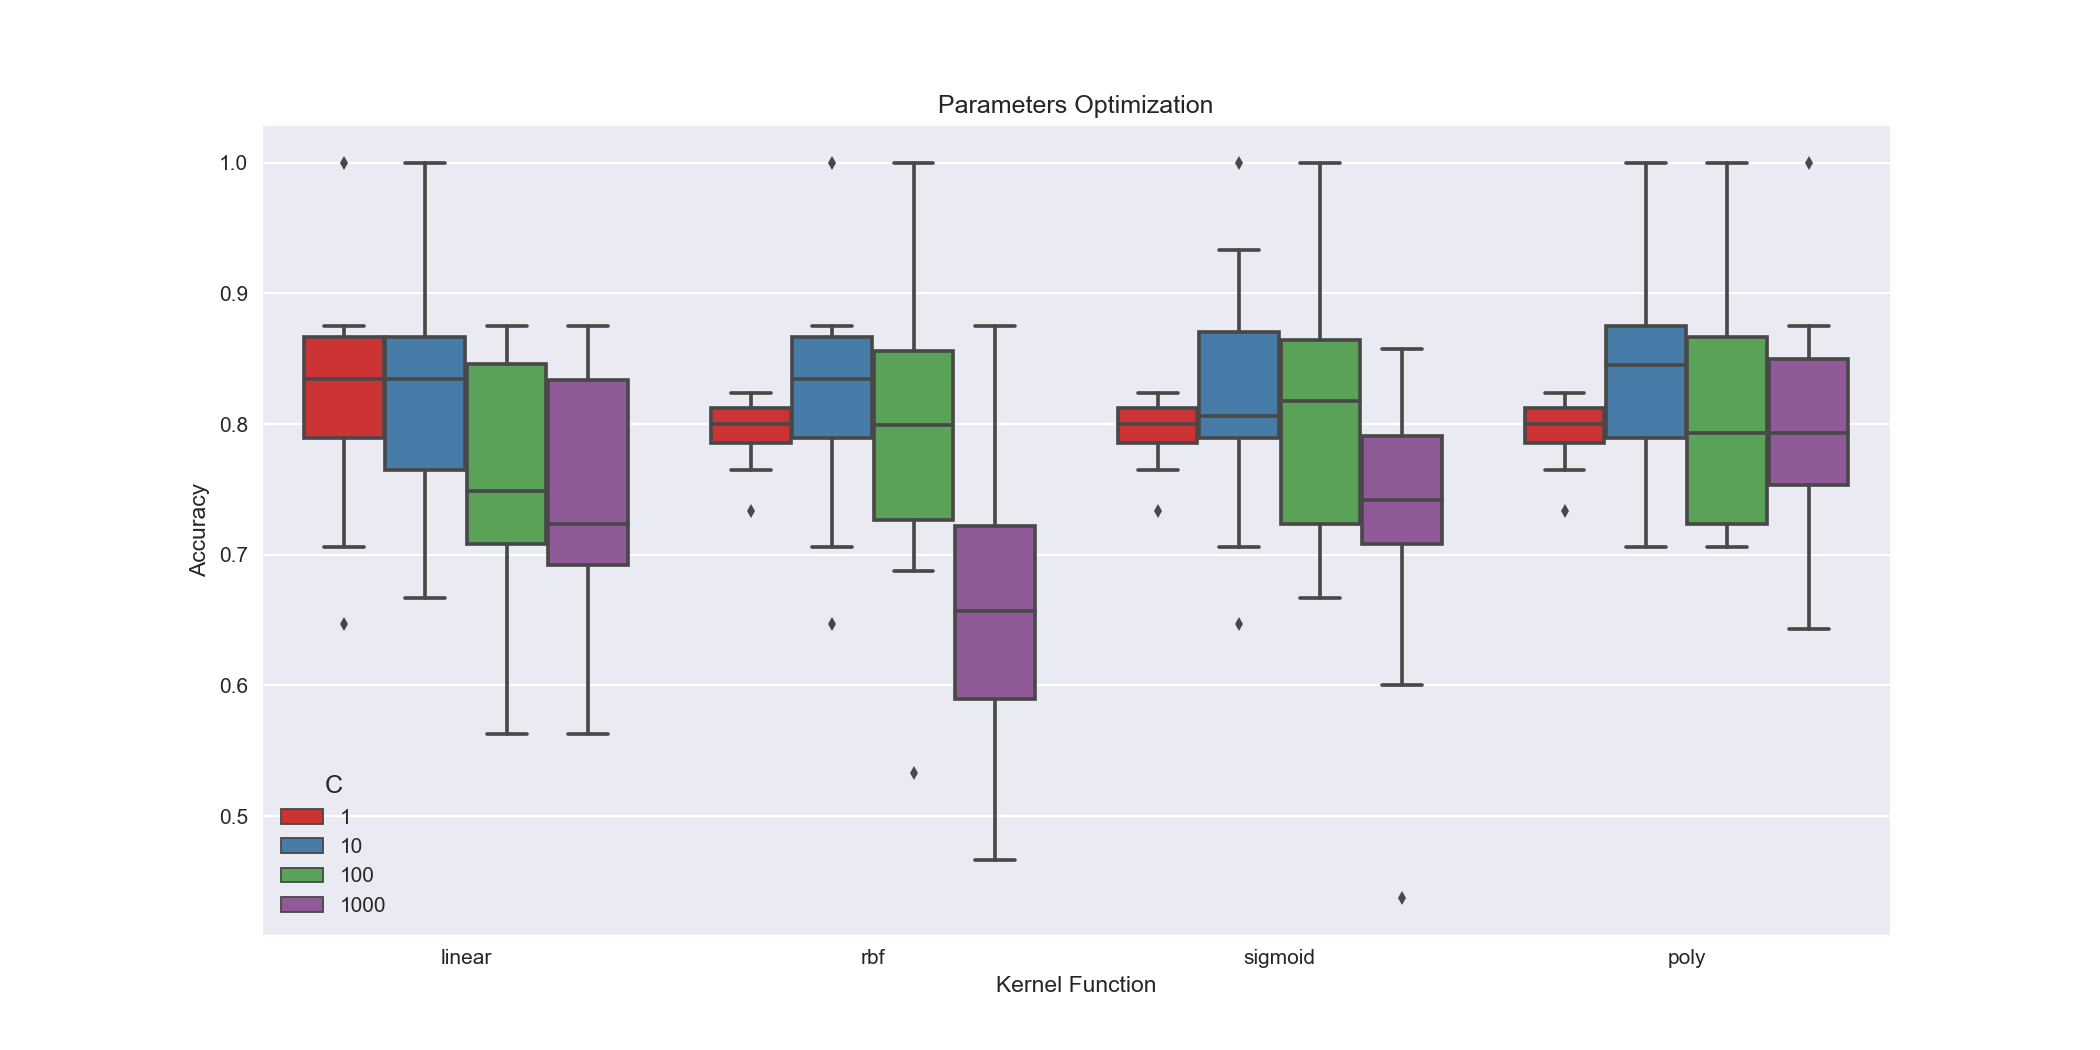 Parameters Optimization
1.0
0.9
0.8
0.7
0.6
0.5
Accuracy
C
1
10
100
1000
linear rbf sigmoid poly
Kernel Function